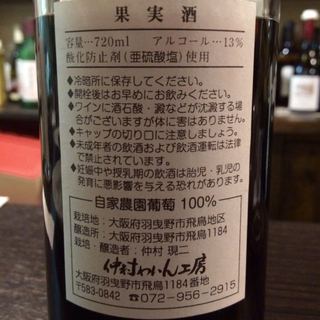 果実酒
容量…720ml アルコール…13%
酸化防止剤(亜硫酸塩)使用
◆冷暗所に保存してください。
◆開栓後はお早めにお飲みください。
◆ワインに酒石酸・澱などが沈澱する場
合がございますが体に害はありません。
◆キャップの切り口に注意しましょう。
◆未成年者の飲酒および飲酒運転は法律
で禁止されています。
◆妊娠中や授乳期の飲酒は胎児・乳児の
発育に悪影響を与える恐れがあります。
自家農園葡萄 100%
栽培地:大阪府羽曳野市飛鳥地区
醸造所:大阪府羽曳野市飛鳥1184
栽培・醸造者:仲村 現二
仲村わいん工房
大阪府羽曳野市飛鳥1184番地
〒583-0842 ☎072-956-2915